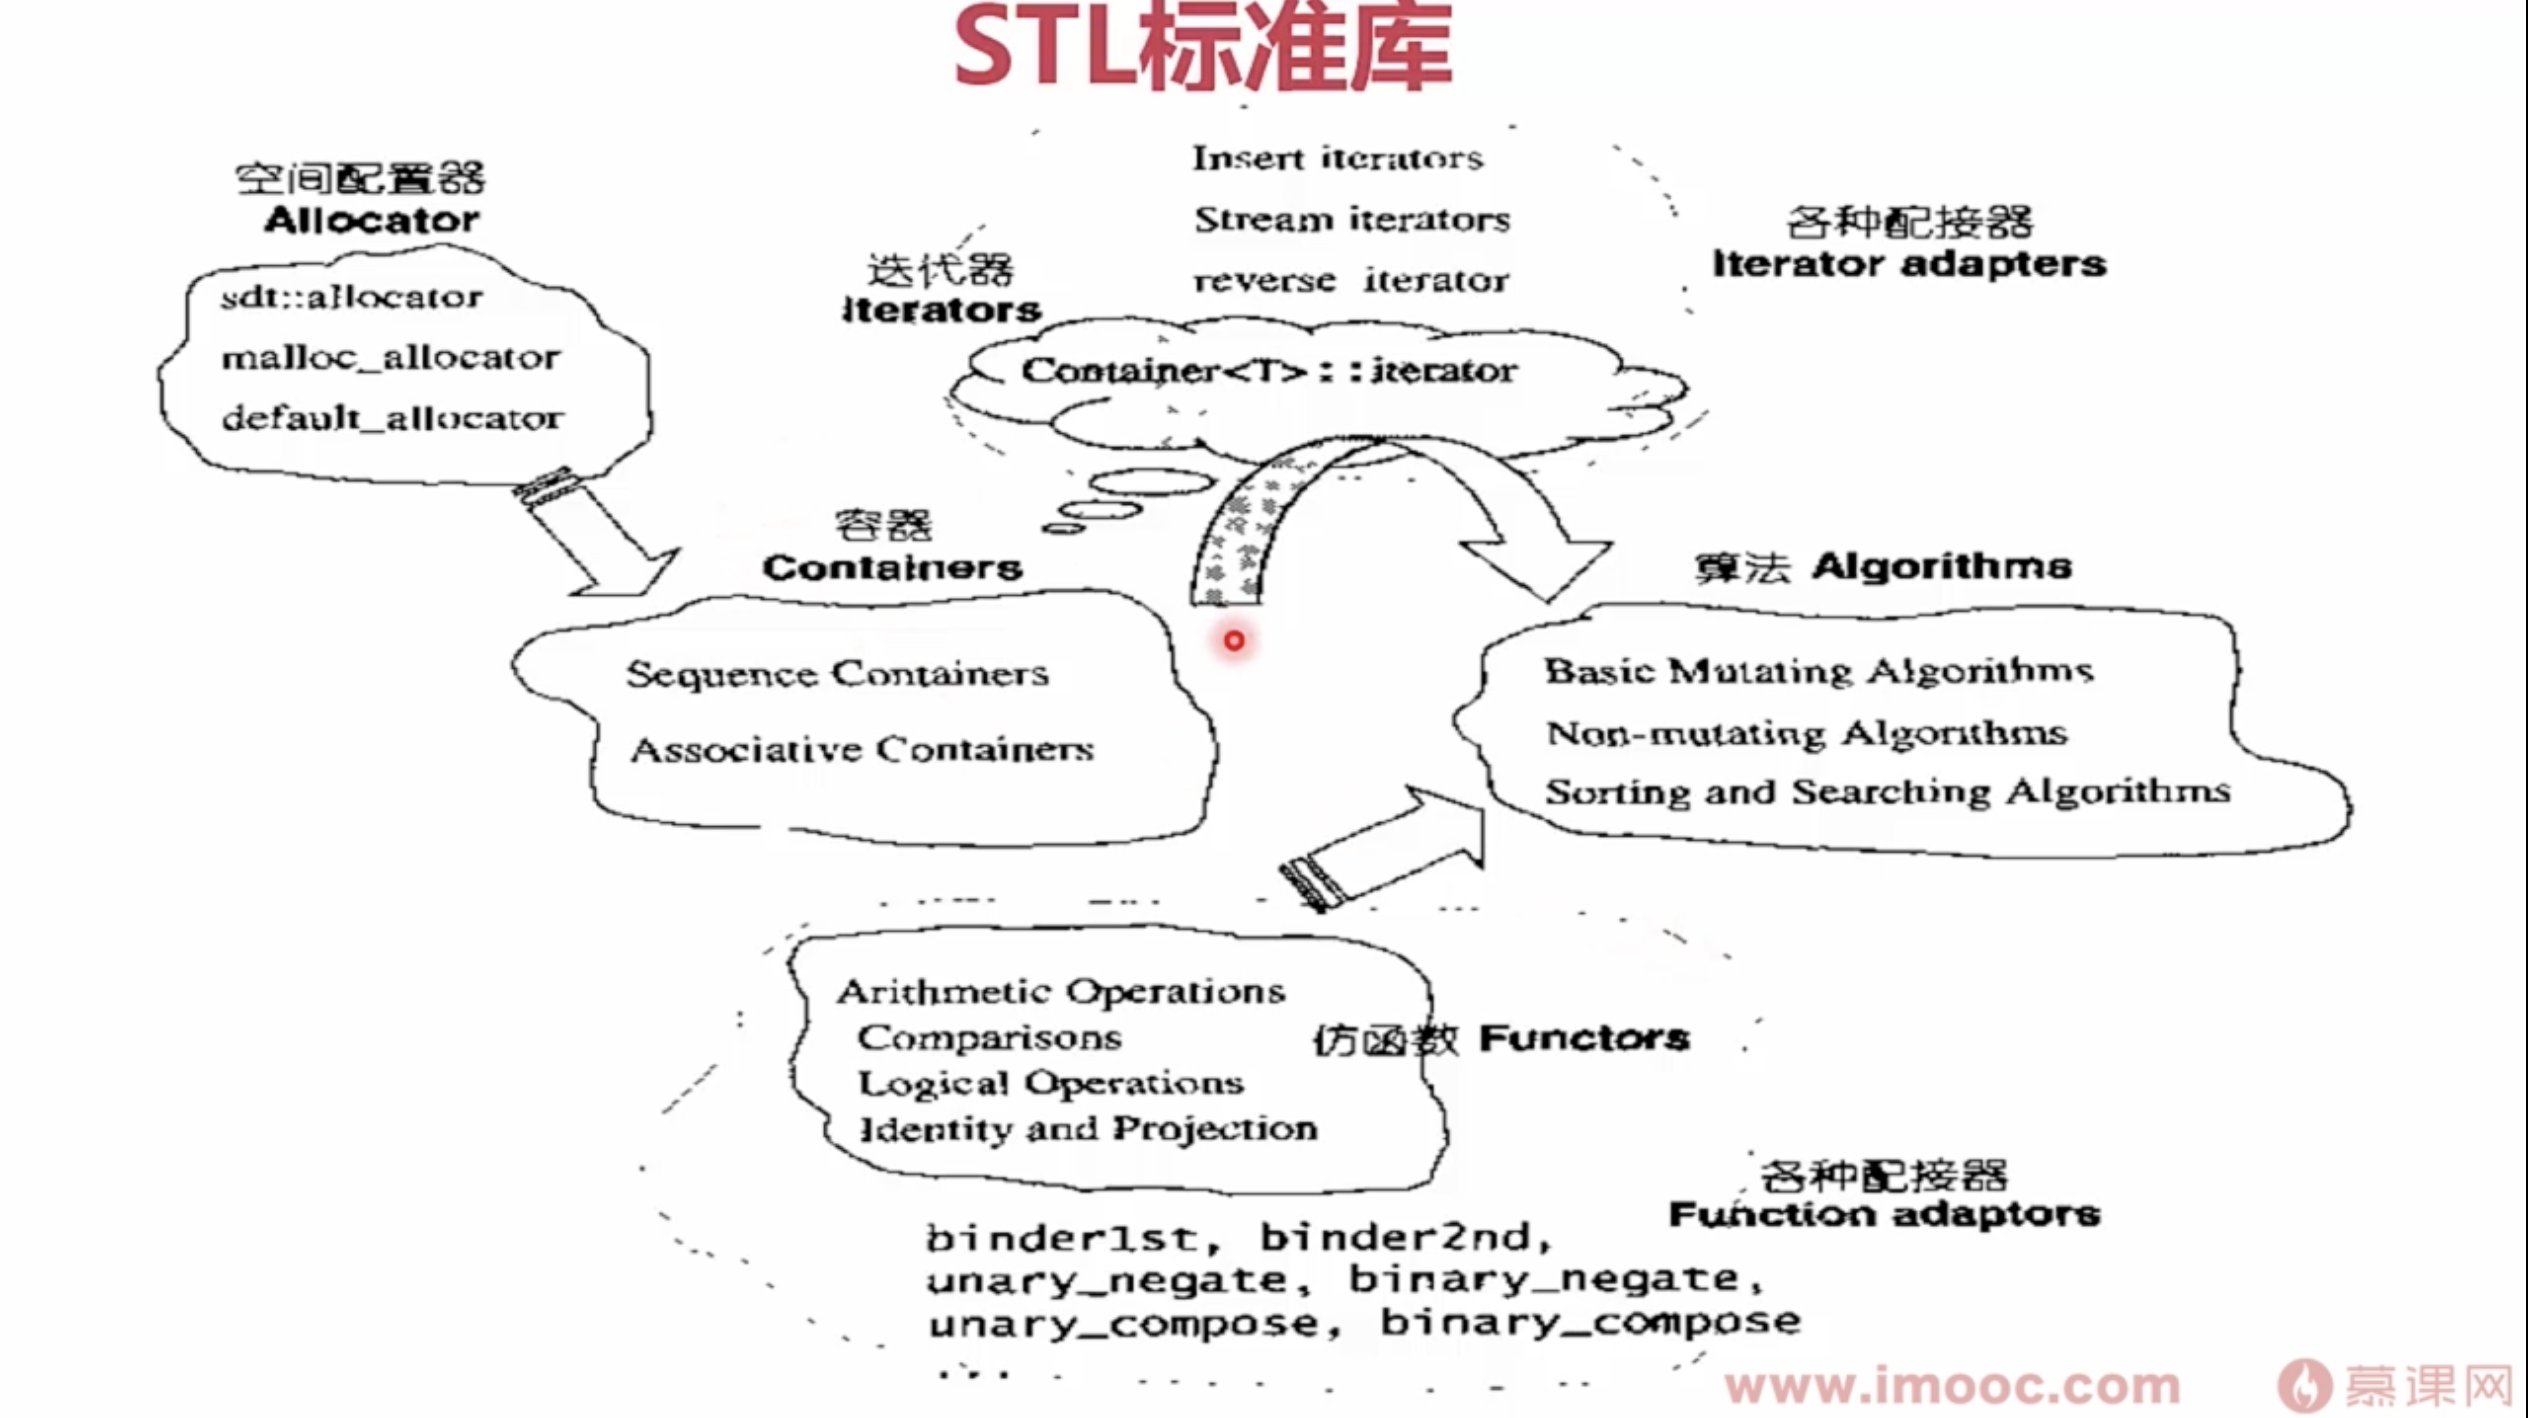 STL标准库
空间配置器
Allocator
sdt::allocator
malloc_allocator
default_allocator
Insert iterators
Stream iterators
reverse iterator
各种配接器
Iterator adapters
迭代器
Iterators
Container<T>::iterator
容器
Containers
Sequence Containers
Associative Containers
算法 Algorithms
Basic Mutating Algorithms
Non-mutating Algorithms
Sorting and Searching Algorithms
Arithmetic Operations
Comparisons
Logical Operations
Identity and Projection
仿函数 Functors
各种配接器
Function adaptors
binder1st, binder2nd,
unary_negate, binary_negate,
unary_compose, binary_compose
...
www.imooc.com 慕课网